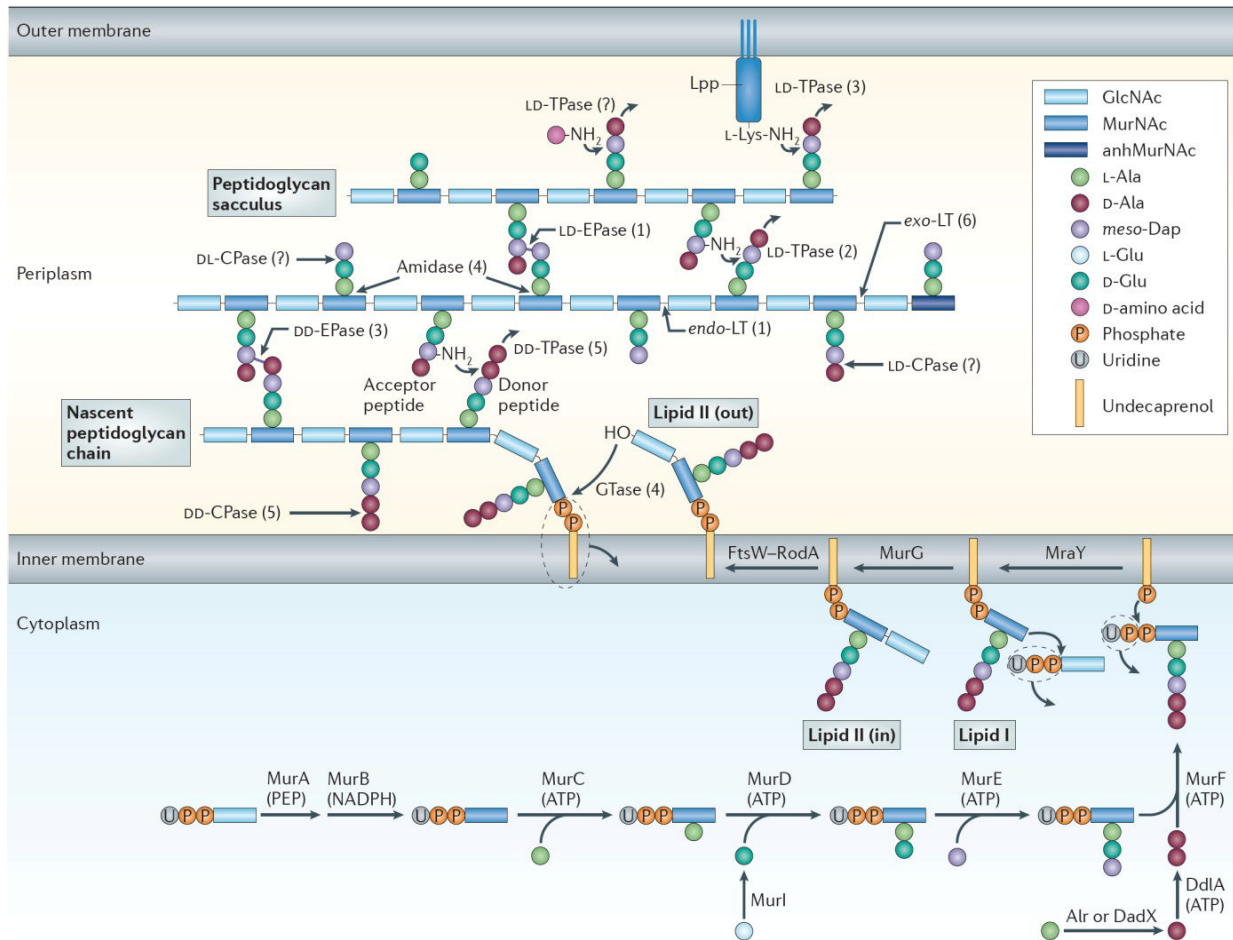 Outer membrane
Lpp
LD-TPase (?)
LD-TPase (3)
NH2
L-Lys-NH2
GlcNAc
MurNAc
anhMurNAc
L-Ala
D-Ala
meso-Dap
L-Glu
D-Glu
D-amino acid
P Phosphate
U Uridine
Undecaprenol
Peptidoglycan
sacculus
LD-EPase (1)
NH2
LD-TPase (2)
exo-LT (6)
Periplasm
DL-CPase (?)
Amidase (4)
endo-LT (1)
DD-EPase (3)
NH2
DD-TPase (5)
LD-CPase (?)
Acceptor
peptide
Donor
peptide
Nascent
peptidoglycan
chain
Lipid II (out)
HO
GTase (4)
DD-CPase (5)
P
P
P
P
Inner membrane
FtsW–RodA
MurG
MraY
Cytoplasm
P
P
P
P
P
U P P
U P P
Lipid II (in)
Lipid I
MurA
(PEP)
MurB
(NADPH)
MurC
(ATP)
MurD
(ATP)
MurE
(ATP)
MurF
(ATP)
U P P
U P P
U P P
U P P
U P P
MurI
DdlA
(ATP)
Alr or DadX